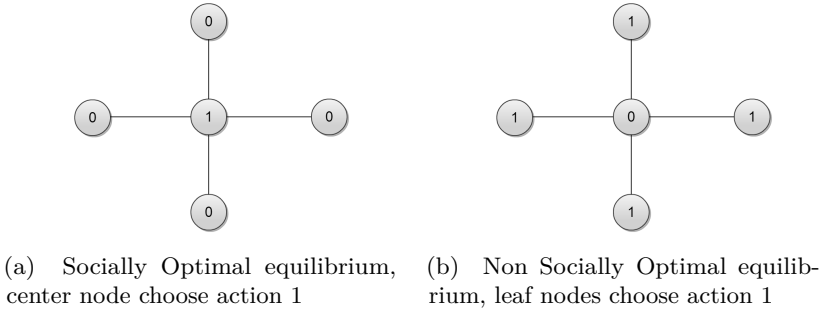 0
0
1
0
0
1
1
0
1
1
(a) Socially Optimal equilibrium,
center node choose action 1
(b) Non Socially Optimal equilib-
rium, leaf nodes choose action 1